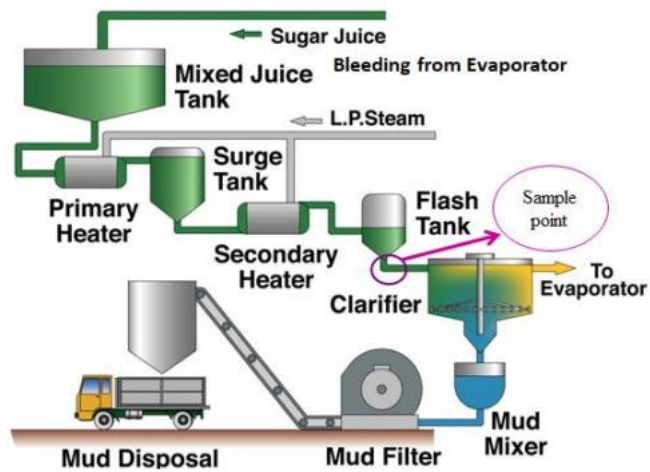 Sugar Juice
Bleeding from Evaporator
Mixed Juice
Tank
L.P.Steam
Surge
Tank
Primary
Heater
Secondary
Heater
Flash
Tank
Sample
point
Clarifier
To
Evaporator
Mud Disposal
Mud Filter
Mud
Mixer